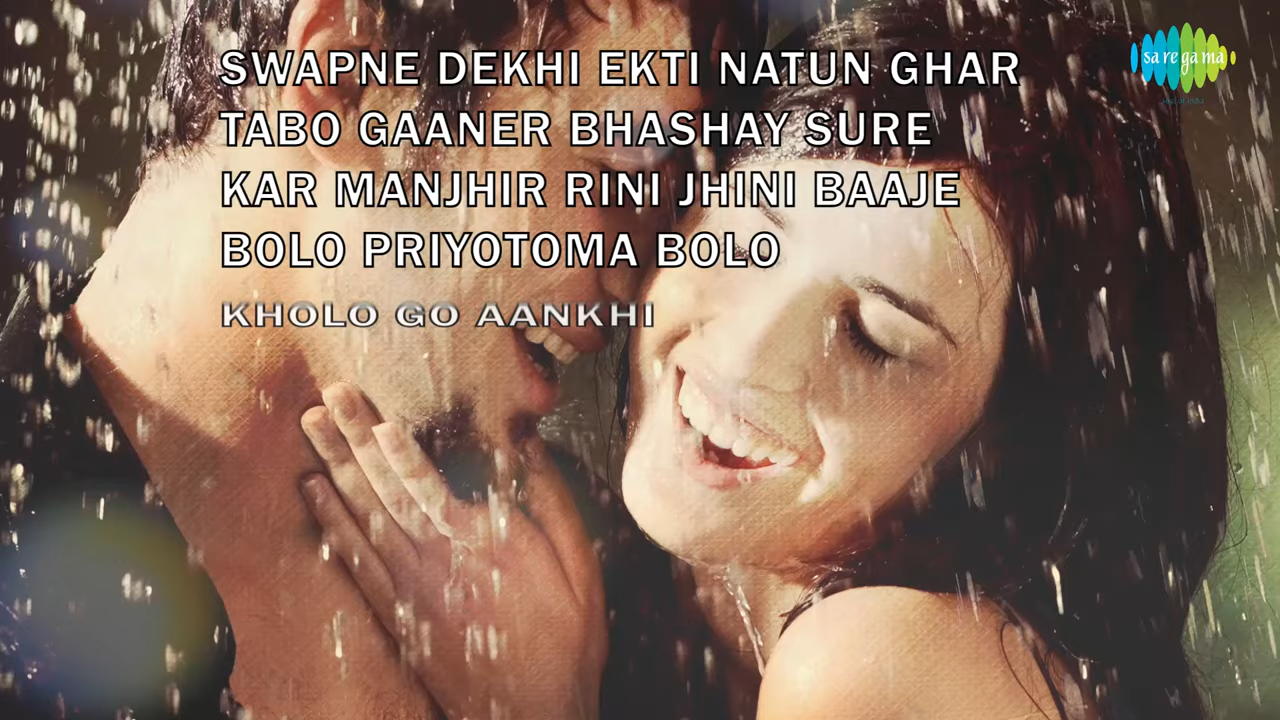 SWAPNE DEKHI EKTI NATUN GHAR
TABO GAANER BHASHAY SURE
KAR MANJHIR RINI JHINI BAAJE
BOLO PRIYOTOMA BOLO
KHOLO GO AANKHI
sa re ga ma